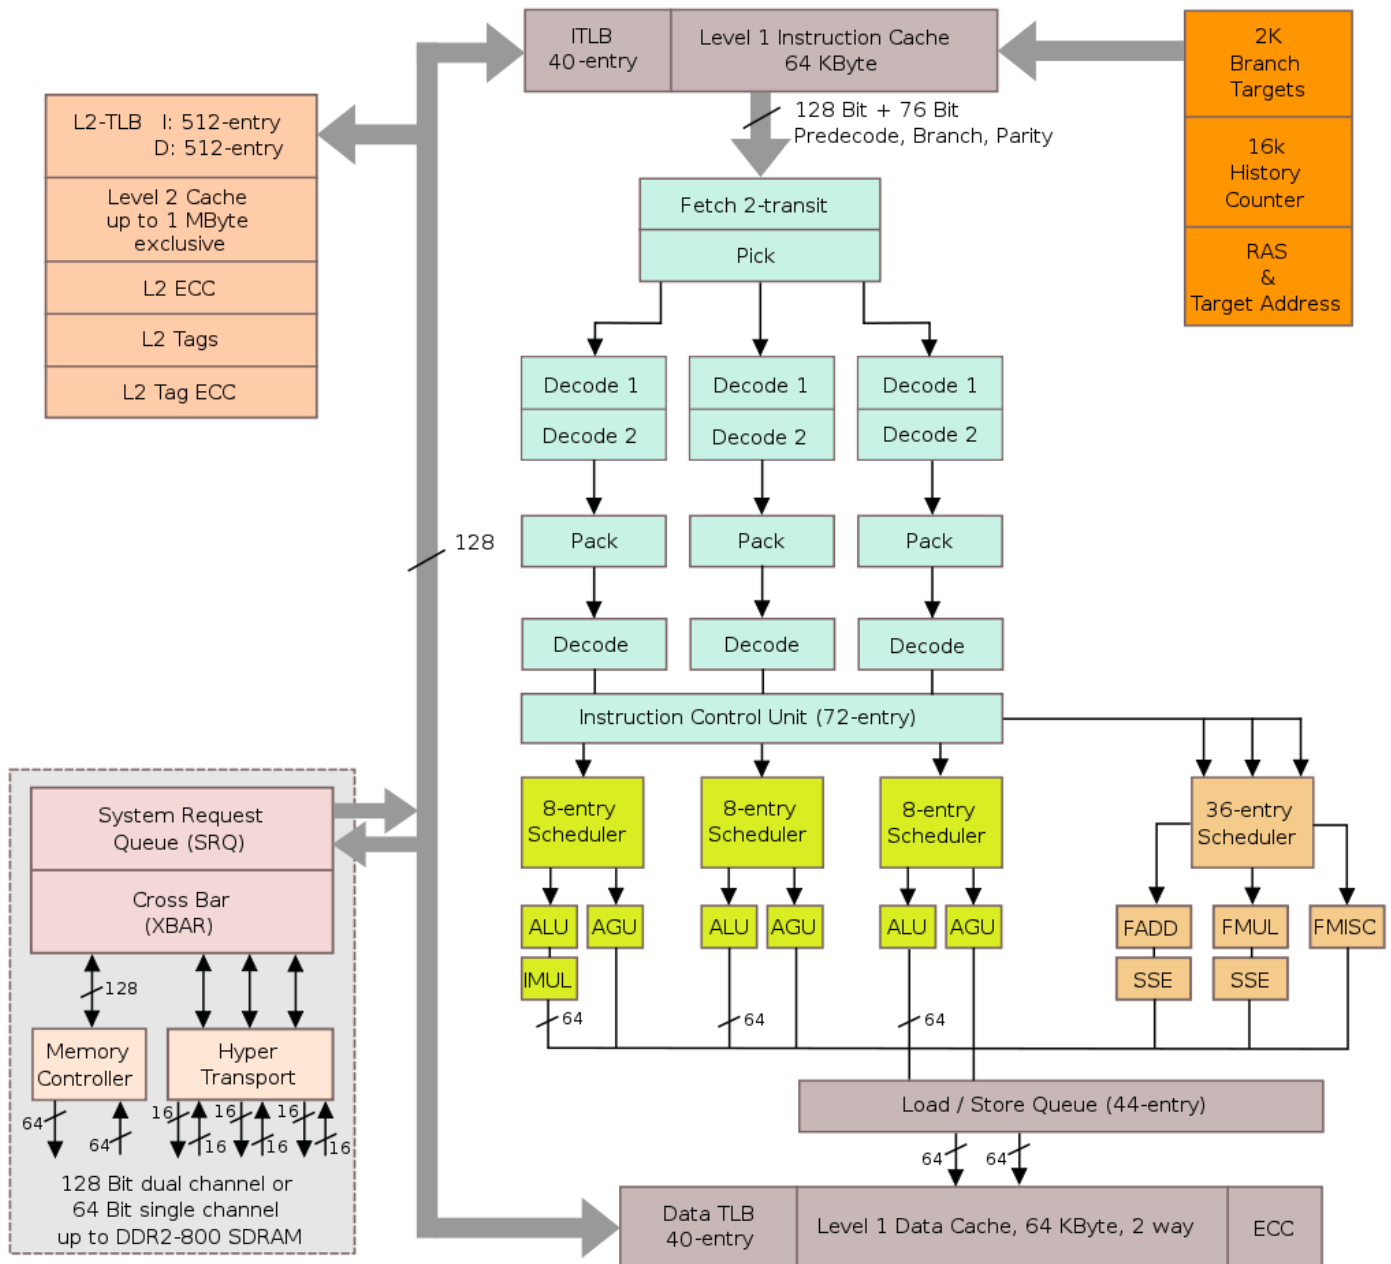 ITLB
40-entry
Level 1 Instruction Cache
64 KByte
2K
Branch
Targets
16k
History
Counter
RAS
&
Target Address
128 Bit + 76 Bit
Predecode, Branch, Parity
L2-TLB I: 512-entry
D: 512-entry
Level 2 Cache
up to 1 MByte
exclusive
L2 ECC
L2 Tags
L2 Tag ECC
Fetch 2-transit
Pick
Decode 1
Decode 1
Decode 1
Decode 2
Decode 2
Decode 2
128
Pack
Pack
Pack
Decode
Decode
Decode
Instruction Control Unit (72-entry)
8-entry
Scheduler
8-entry
Scheduler
8-entry
Scheduler
36-entry
Scheduler
ALU
AGU
ALU
AGU
ALU
AGU
FADD
FMUL
FMISC
IMUL
SSE
SSE
64
64
64
System Request
Queue (SRQ)
Cross Bar
(XBAR)
128
Memory
Controller
Hyper
Transport
64
64
16
16
16
16
16
16
128 Bit dual channel or
64 Bit single channel
up to DDR2-800 SDRAM
Load / Store Queue (44-entry)
64
64
Data TLB
40-entry
Level 1 Data Cache, 64 KByte, 2 way
ECC